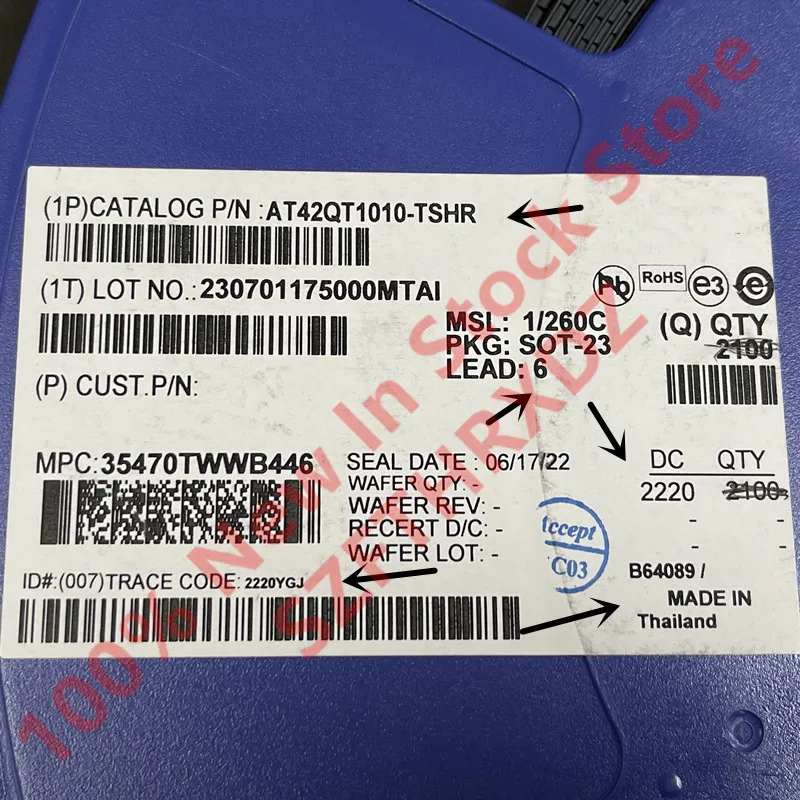 (1P)CATALOG P/N :AT42QT1010-TSHR
(1T) LOT NO.:230701175000MTAI
Pb RoHS e3 e
MSL: 1/260C
PKG: SOT-23
LEAD: 6
(Q) QTY
2100
(P) CUST.P/N:
MPC:35470TWWB446
SEAL DATE : 06/17/22
WAFER QTY: -
WAFER REV: -
RECERT D/C: -
WAFER LOT: -
DC QTY
2220 2100
- -
- -
Accept
C03
ID#:(007)TRACE CODE: 2220YGJ
B64089 /
MADE IN
Thailand
100% New In Stock Store